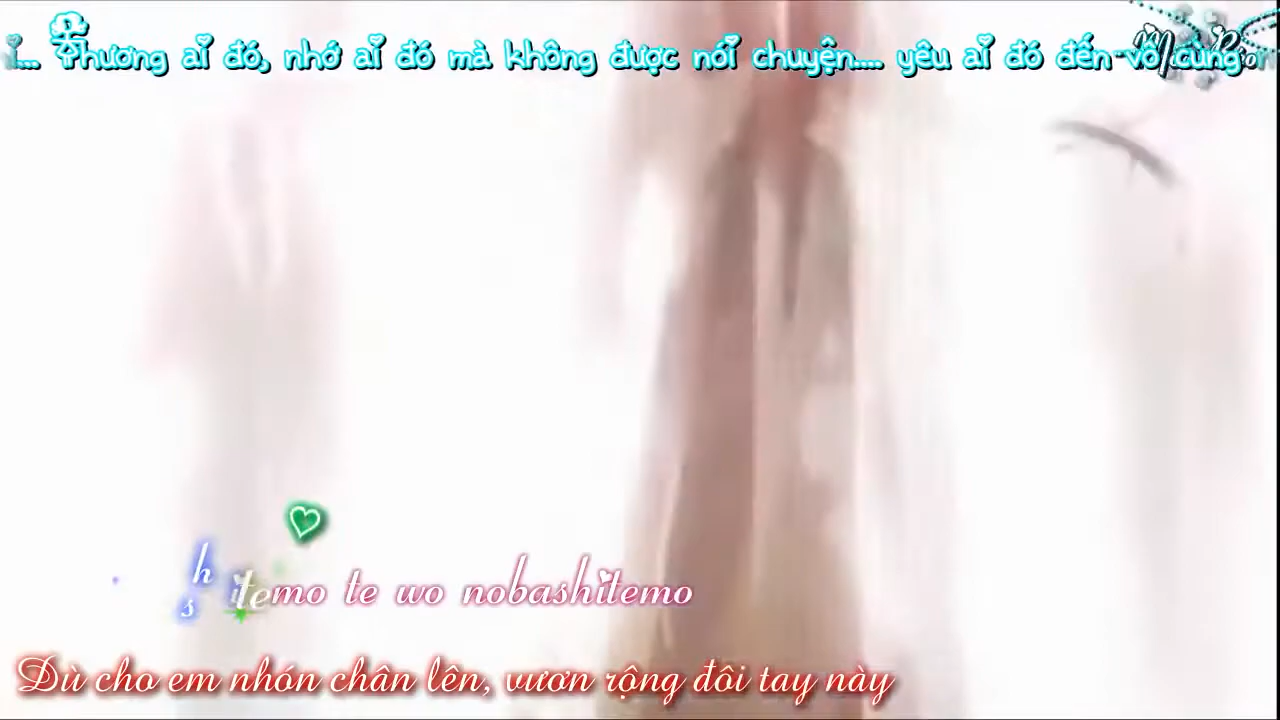 ... Thương ai đó, nhớ ai đó mà không được nói chuyện.... yêu ai đó đến vô cùng
shitemo te wo nobashitemo
Dù cho em nhón chân lên, vươn rộng đôi tay này